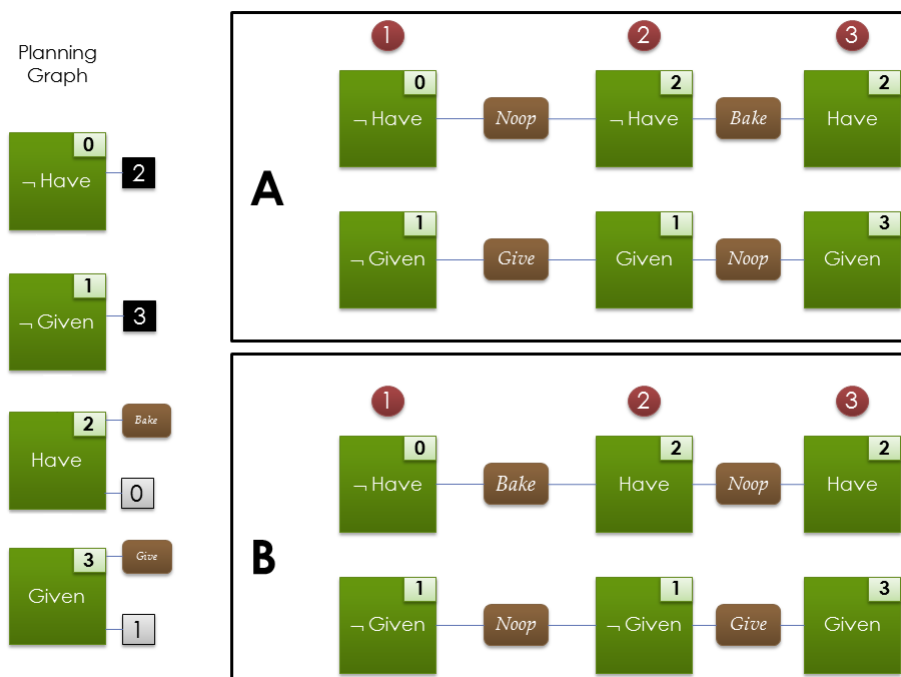 Planning
Graph
0
¬ Have
2
1
¬ Given
3
2
Bake
Have
0
3
Give
Given
1
A
1 2 3
0 2 2
¬ Have Noop ¬ Have Bake Have
1 1 3
¬ Given Give Given Noop Given
B
1 2 3
0 2 2
¬ Have Bake Have Noop Have
1 1 3
¬ Given Noop ¬ Given Give Given